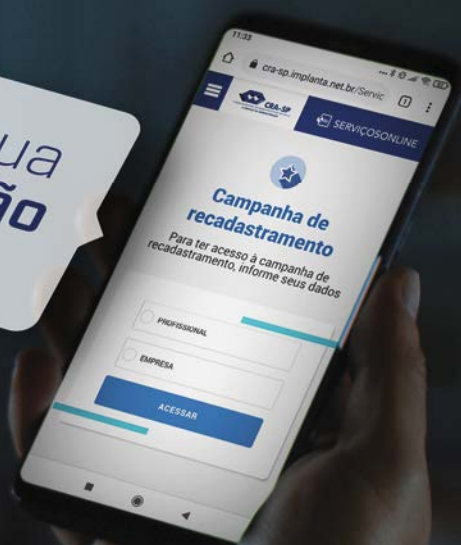 ua
ão
11:33
cra-sp.implanta.net.br/Servic
CRA-SP
SERVIÇOSONLINE
Campanha de
recadastramento
Para ter acesso à campanha de
recadastramento, informe seus dados
PROFISSIONAL
EMPRESA
ACESSAR